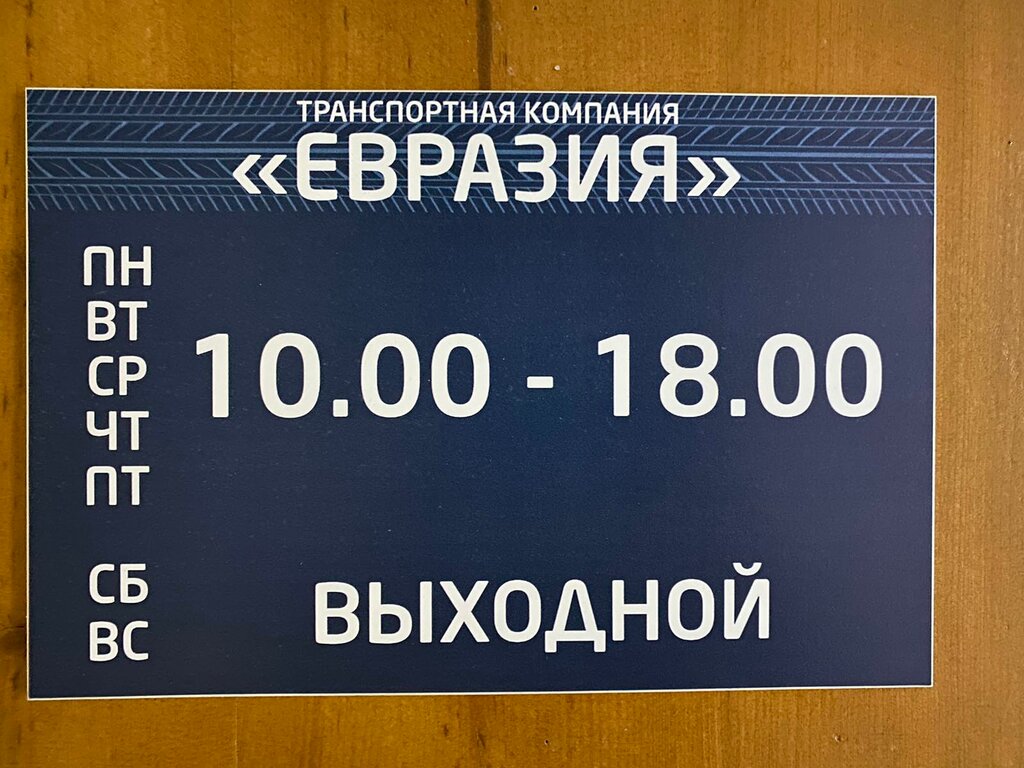 ТРАНСПОРТНАЯ КОМПАНИЯ
«ЕВРАЗИЯ»
ПН
ВТ
СР
ЧТ
ПТ
10.00 - 18.00
СБ
ВС
ВЫХОДНОЙ